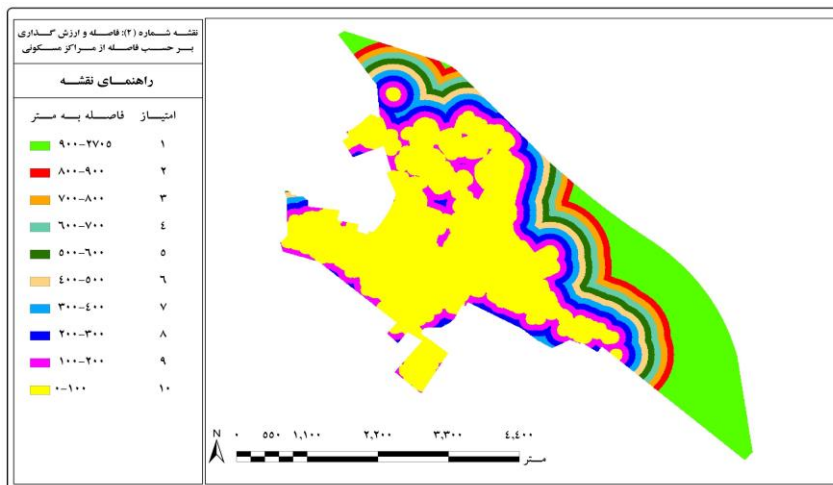 نقشه شماره (۲): فاصله و ارزش گذاری
بر حسب فاصله از مراکز مسکونی
راهنمای نقشه
امتیاز فاصله به متر
۱ ۹۰۰-۲۷۰۵
۲ ۸۰۰-۹۰۰
۳ ۷۰۰-۸۰۰
٤ ٦۰۰-۷۰۰
٥ ٥۰۰-٦۰۰
٦ ٤۰۰-٥۰۰
۷ ۳۰۰-٤۰۰
۸ ۲۰۰-۳۰۰
۹ ۱۰۰-۲۰۰
۱۰ ۰-۱۰۰
N
۰ ٥٥۰ ۱,۱۰۰ ۲,۲۰۰ ۳,۳۰۰ ٤,٤۰۰
متر